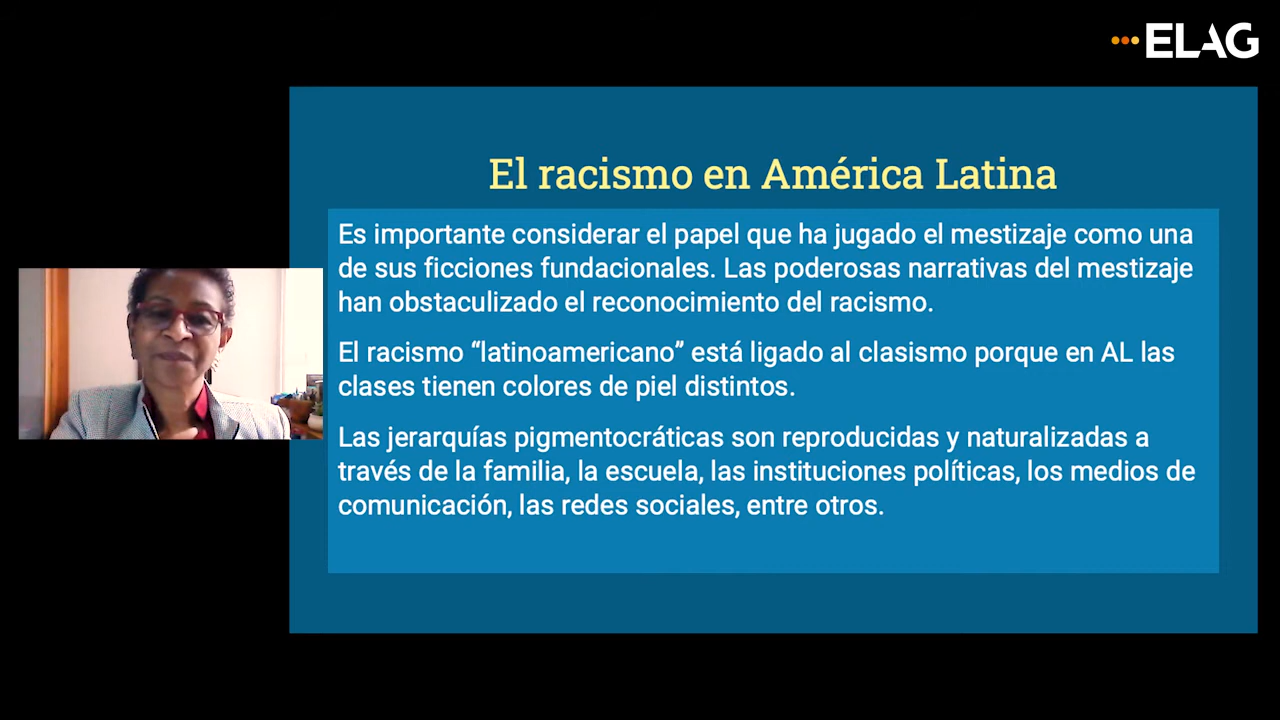 ELAG
El racismo en América Latina
Es importante considerar el papel que ha jugado el mestizaje como una
de sus ficciones fundacionales. Las poderosas narrativas del mestizaje
han obstaculizado el reconocimiento del racismo.
El racismo “latinoamericano” está ligado al clasismo porque en AL las
clases tienen colores de piel distintos.
Las jerarquías pigmentocráticas son reproducidas y naturalizadas a
través de la familia, la escuela, las instituciones políticas, los medios de
comunicación, las redes sociales, entre otros.